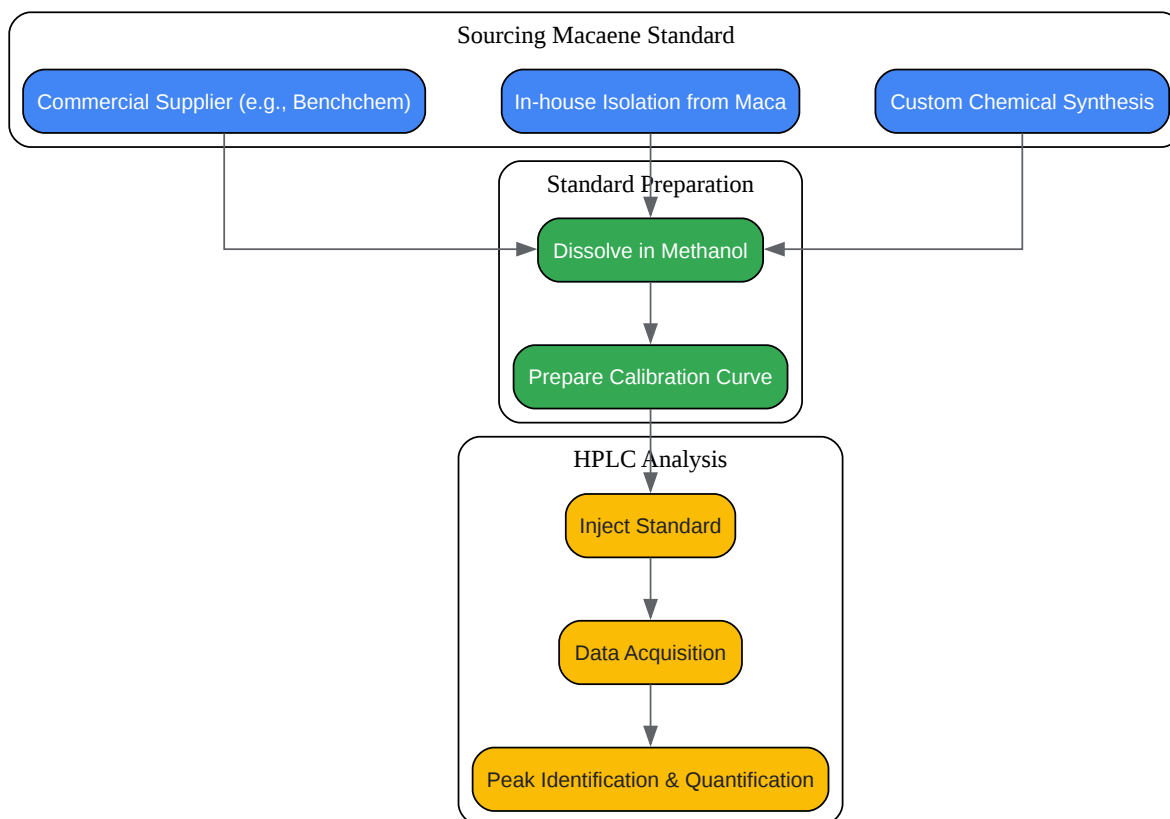 Sourcing Macaene Standard
Commercial Supplier (e.g., Benchchem)
In-house Isolation from Maca
Custom Chemical Synthesis
Standard Preparation
Dissolve in Methanol
Prepare Calibration Curve
HPLC Analysis
Inject Standard
Data Acquisition
Peak Identification & Quantification